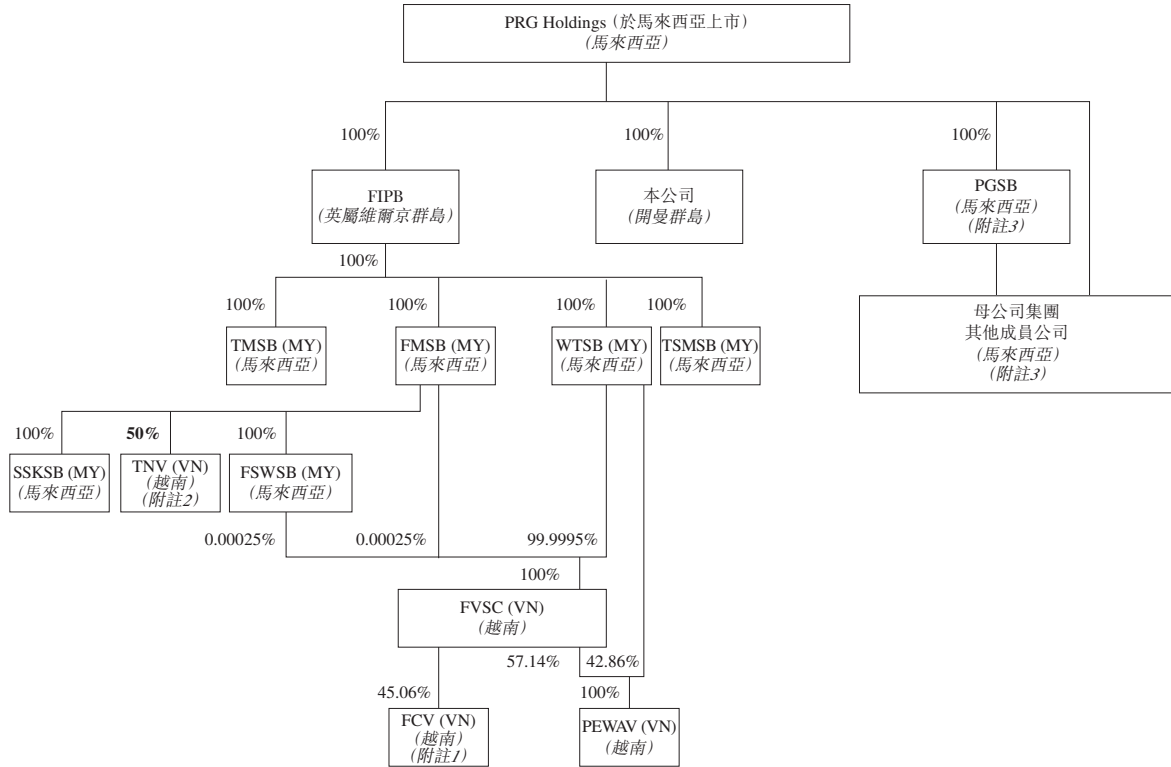 PRG Holdings（於馬來西亞上市）
（馬來西亞）
100%
100%
100%
FIPB
（英屬維爾京群島）
本公司
（開曼群島）
PGSB
（馬來西亞）
（附註3）
100%
100%
100%
100%
100%
TMSB (MY)
（馬來西亞）
FMSB (MY)
（馬來西亞）
WTSB (MY)
（馬來西亞）
TSMSB (MY)
（馬來西亞）
母公司集團
其他成員公司
（馬來西亞）
（附註3）
100%
50%
100%
SSKSB (MY)
（馬來西亞）
TNV (VN)
（越南）
（附註2）
FSWSB (MY)
（馬來西亞）
0.00025%
0.00025%
99.9995%
100%
FVSC (VN)
（越南）
57.14%
42.86%
45.06%
100%
FCV (VN)
（越南）
（附註1）
PEWAV (VN)
（越南）